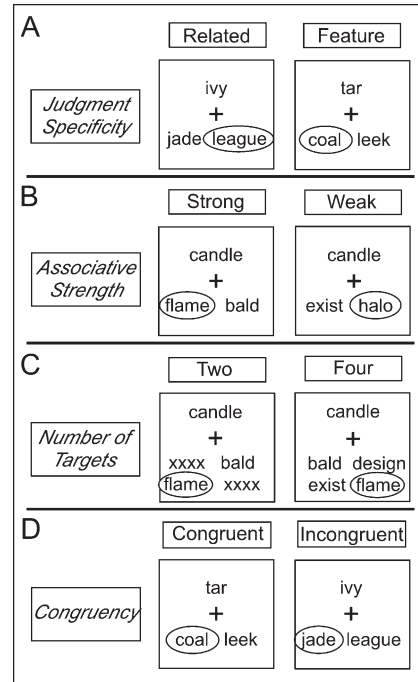 A
Related Feature
Judgment
Specificity
ivy
+
jade league
tar
+
coal leek
B
Strong Weak
Associative
Strength
candle
+
flame bald
candle
+
exist halo
C
Two Four
Number of
Targets
candle
+
xxxx bald
flame xxxx
candle
+
bald design
exist flame
D
Congruent Incongruent
Congruency
tar
+
coal leek
ivy
+
jade league